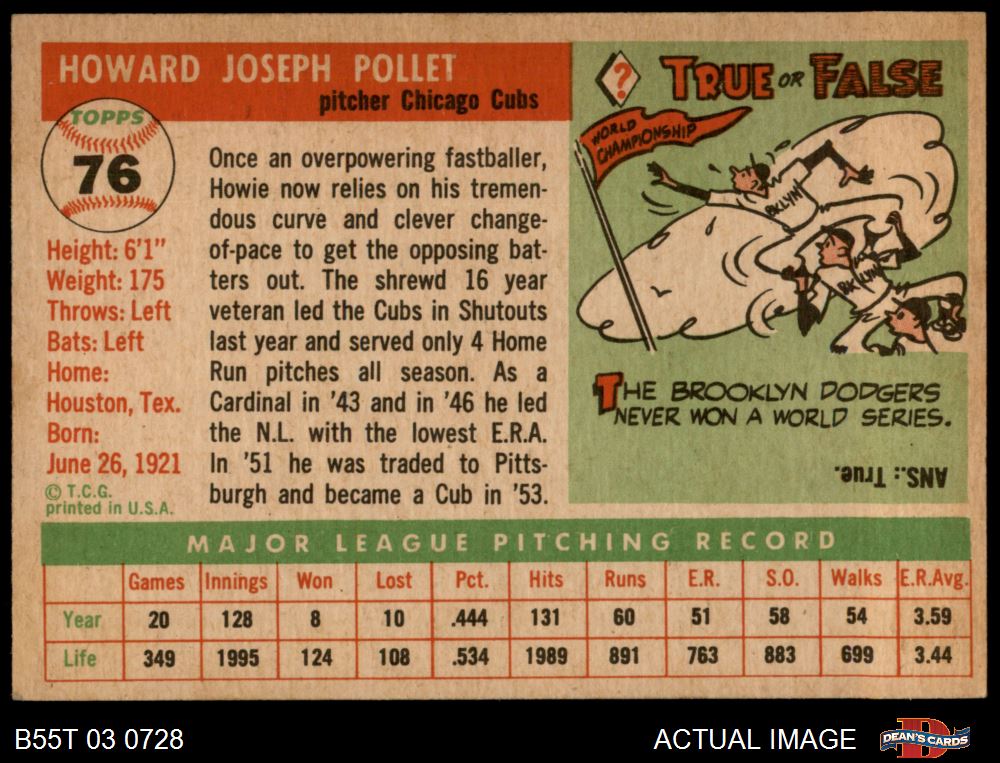 HOWARD JOSEPH POLLET
pitcher Chicago Cubs
TOPPS
76
Height: 6'1"
Weight: 175
Throws: Left
Bats: Left
Home:
Houston, Tex.
Born:
June 26, 1921
© T.C.G.
printed in U.S.A.
Once an overpowering fastballer,
Howie now relies on his tremen-
dous curve and clever change-
of-pace to get the opposing bat-
ters out. The shrewd 16 year
veteran led the Cubs in Shutouts
last year and served only 4 Home
Run pitches all season. As a
Cardinal in '43 and in '46 he led
the N.L. with the lowest E.R.A.
In '51 he was traded to Pitts-
burgh and became a Cub in '53.
? TRUE OR FALSE
WORLD
CHAMPIONSHIP
BKLYN
BKLYN
THE BROOKLYN DODGERS
NEVER WON A WORLD SERIES.
ANS.: True.
MAJOR LEAGUE PITCHING RECORD
Games Innings Won Lost Pct. Hits Runs E.R. S.O. Walks E.R.Avg.
Year 20 128 8 10 .444 131 60 51 58 54 3.59
Life 349 1995 124 108 .534 1989 891 763 883 699 3.44
B55T 03 0728
ACTUAL IMAGE
D
DEAN'S CARDS